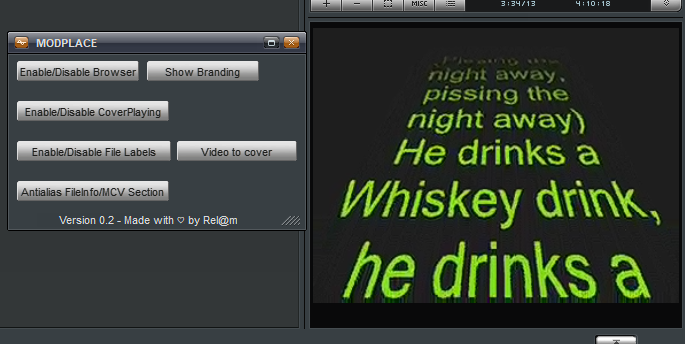 + − MISC 3:34/13 4:10:18
MODPLACE
Enable/Disable Browser Show Branding
Enable/Disable CoverPlaying
Enable/Disable File Labels Video to cover
Antialias FileInfo/MCV Section
Version 0.2 - Made with ♡ by Rel@m
(Pissing the
night away,
pissing the
night away)
He drinks a
Whiskey drink,
he drinks a